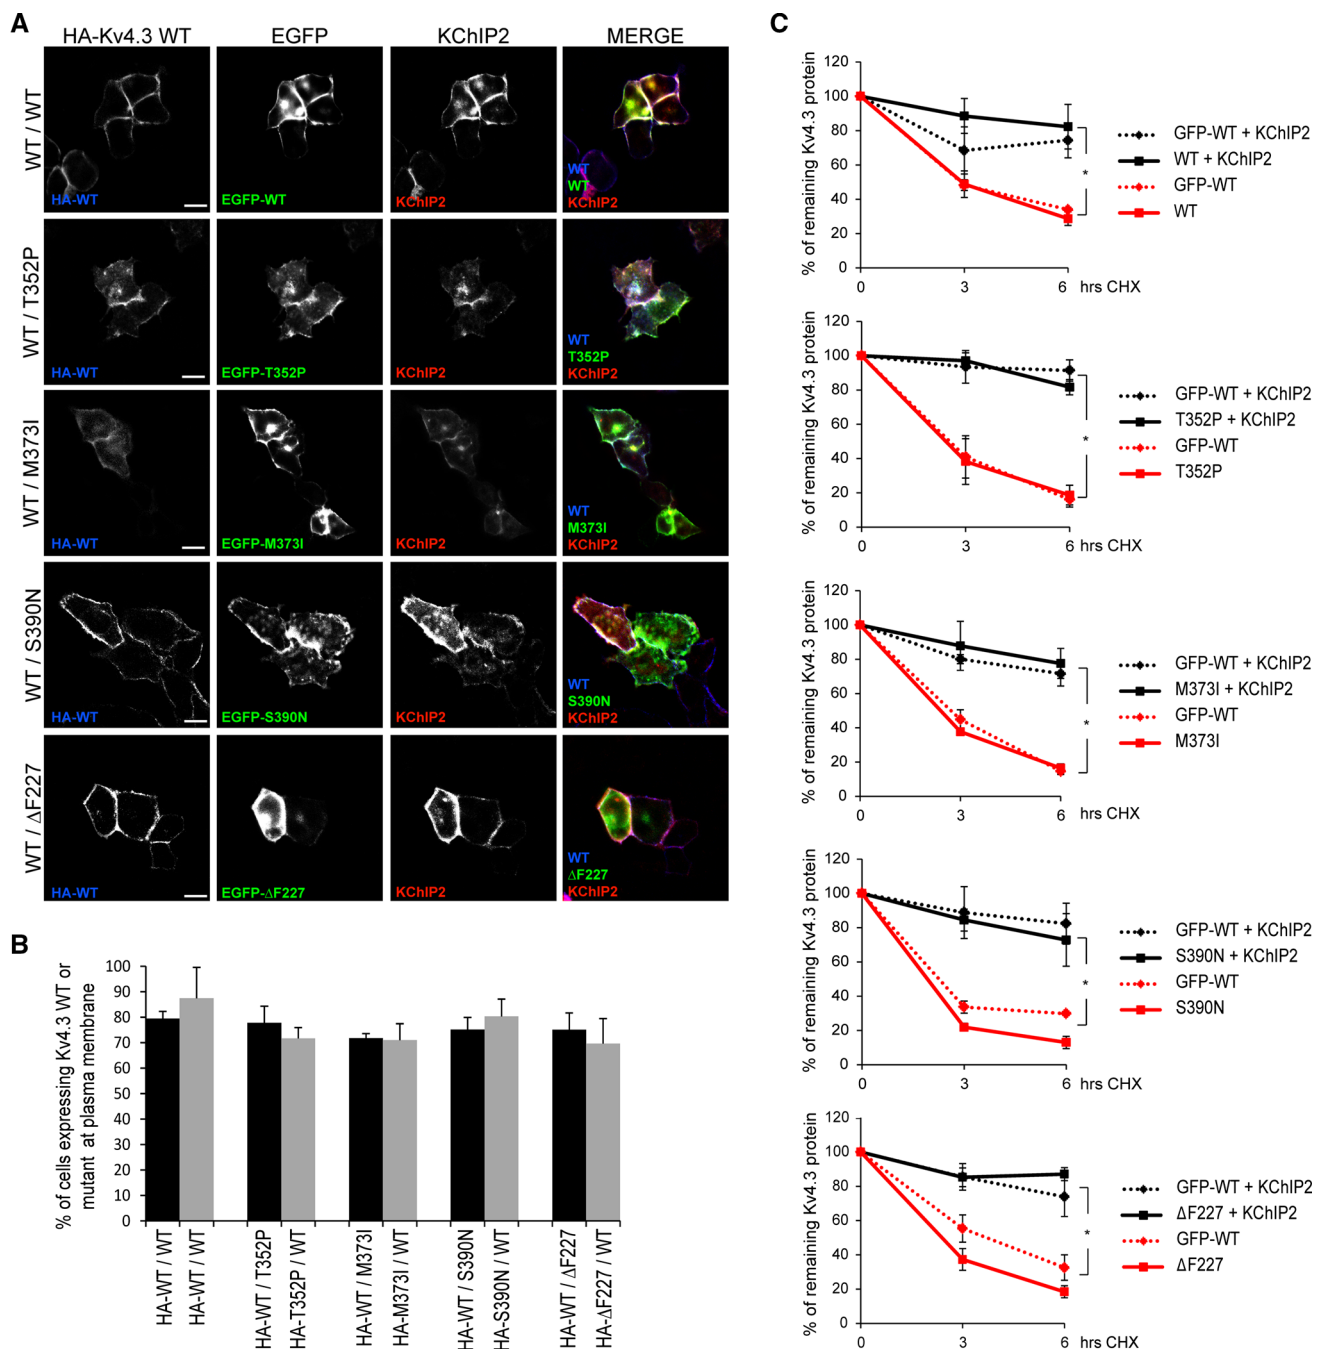 A
HA-Kv4.3 WT
EGFP
KChIP2
MERGE
WT / WT
HA-WT
EGFP-WT
KChIP2
WT
WT
KChIP2
WT / T352P
HA-WT
EGFP-T352P
KChIP2
WT
T352P
KChIP2
WT / M373I
HA-WT
EGFP-M373I
KChIP2
WT
M373I
KChIP2
WT / S390N
HA-WT
EGFP-S390N
KChIP2
WT
S390N
KChIP2
WT / ΔF227
HA-WT
EGFP-ΔF227
KChIP2
WT
ΔF227
KChIP2
B
% of cells expressing Kv4.3 WT or
mutant at plasma membrane
100
90
80
70
60
50
40
30
20
10
0
HA-WT / WT
HA-WT / WT
HA-WT / T352P
HA-T352P / WT
HA-WT / M373I
HA-M373I / WT
HA-WT / S390N
HA-S390N / WT
HA-WT / ΔF227
HA-ΔF227 / WT
C
% of remaining Kv4.3 protein
120
100
80
60
40
20
0
0
3
6
hrs CHX
*
GFP-WT + KChIP2
WT + KChIP2
GFP-WT
WT
% of remaining Kv4.3 protein
120
100
80
60
40
20
0
0
3
6
hrs CHX
*
GFP-WT + KChIP2
T352P + KChIP2
GFP-WT
T352P
% of remaining Kv4.3 protein
120
100
80
60
40
20
0
0
3
6
hrs CHX
*
GFP-WT + KChIP2
M373I + KChIP2
GFP-WT
M373I
% of remaining Kv4.3 protein
120
100
80
60
40
20
0
0
3
6
hrs CHX
*
GFP-WT + KChIP2
S390N + KChIP2
GFP-WT
S390N
% of remaining Kv4.3 protein
120
100
80
60
40
20
0
0
3
6
hrs CHX
*
GFP-WT + KChIP2
ΔF227 + KChIP2
GFP-WT
ΔF227